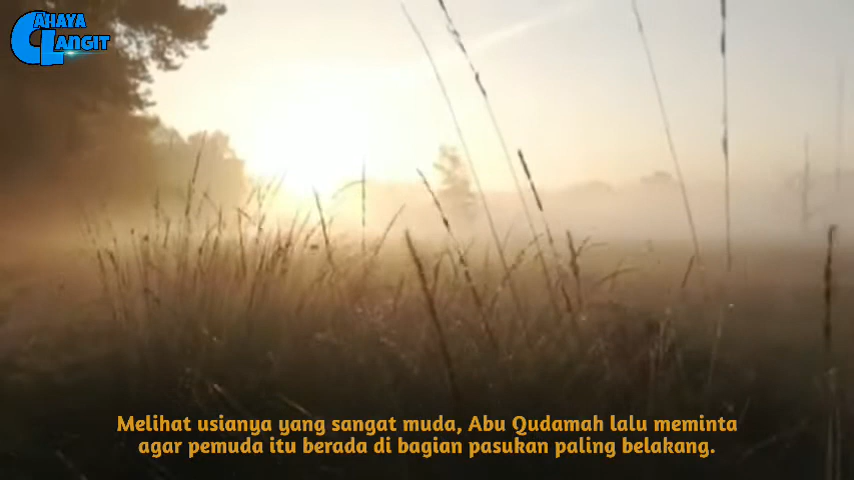 CAHAYA
LANGIT
Melihat usianya yang sangat muda, Abu Qudamah lalu meminta
agar pemuda itu berada di bagian pasukan paling belakang.